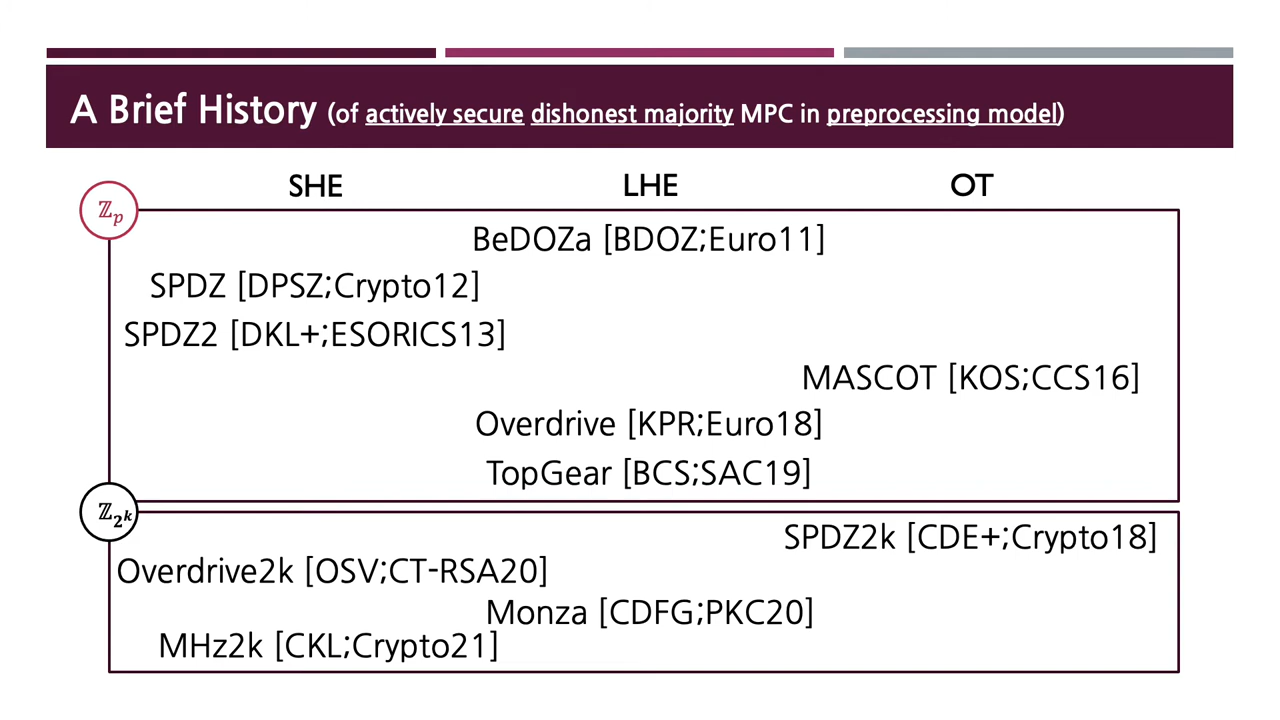 A Brief History (of actively secure dishonest majority MPC in preprocessing model)
SHE LHE OT
ℤ𝑝
BeDOZa [BDOZ;Euro11]
SPDZ [DPSZ;Crypto12]
SPDZ2 [DKL+;ESORICS13]
MASCOT [KOS;CCS16]
Overdrive [KPR;Euro18]
TopGear [BCS;SAC19]
ℤ2ᵏ
SPDZ2k [CDE+;Crypto18]
Overdrive2k [OSV;CT-RSA20]
Monza [CDFG;PKC20]
MHz2k [CKL;Crypto21]